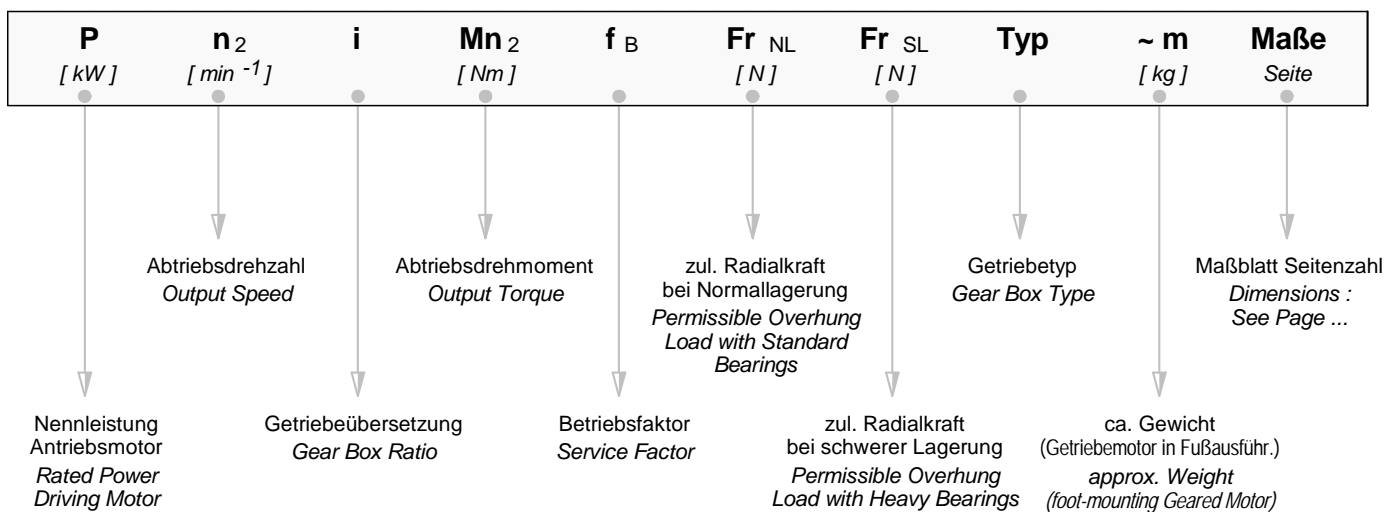 P n 2 i Mn 2 f B Fr NL Fr SL Typ ~ m Maße
[ kW ] [ min -1 ] [ Nm ] [ N ] [ N ] [ kg ] Seite
Abtriebsdrehzahl
Output Speed
Abtriebsdrehmoment
Output Torque
zul. Radialkraft
bei Normallagerung
Permissible Overhung
Load with Standard
Bearings
Getriebetyp
Gear Box Type
Maßblatt Seitenzahl
Dimensions :
See Page ...
Nennleistung
Antriebsmotor
Rated Power
Driving Motor
Getriebeübersetzung
Gear Box Ratio
Betriebsfaktor
Service Factor
zul. Radialkraft
bei schwerer Lagerung
Permissible Overhung
Load with Heavy Bearings
ca. Gewicht
(Getriebemotor in Fußausführ.)
approx. Weight
(foot-mounting Geared Motor)